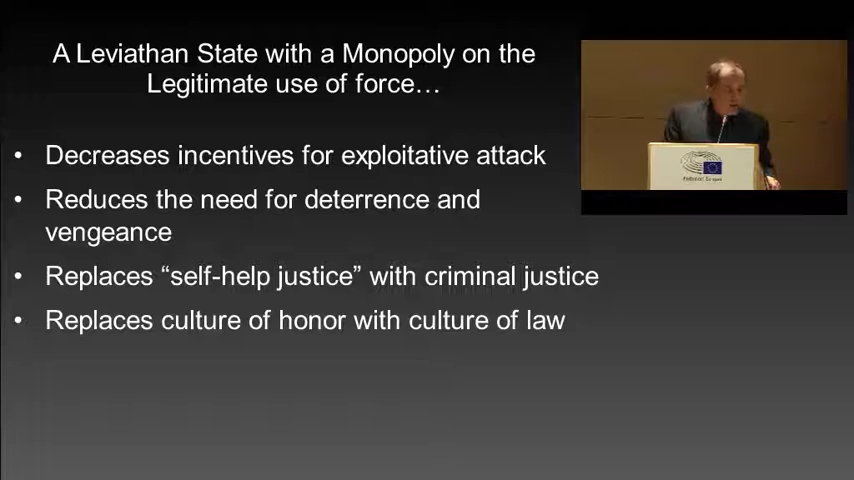 A Leviathan State with a Monopoly on the
Legitimate use of force…
• Decreases incentives for exploitative attack
• Reduces the need for deterrence and
vengeance
• Replaces “self-help justice” with criminal justice
• Replaces culture of honor with culture of law